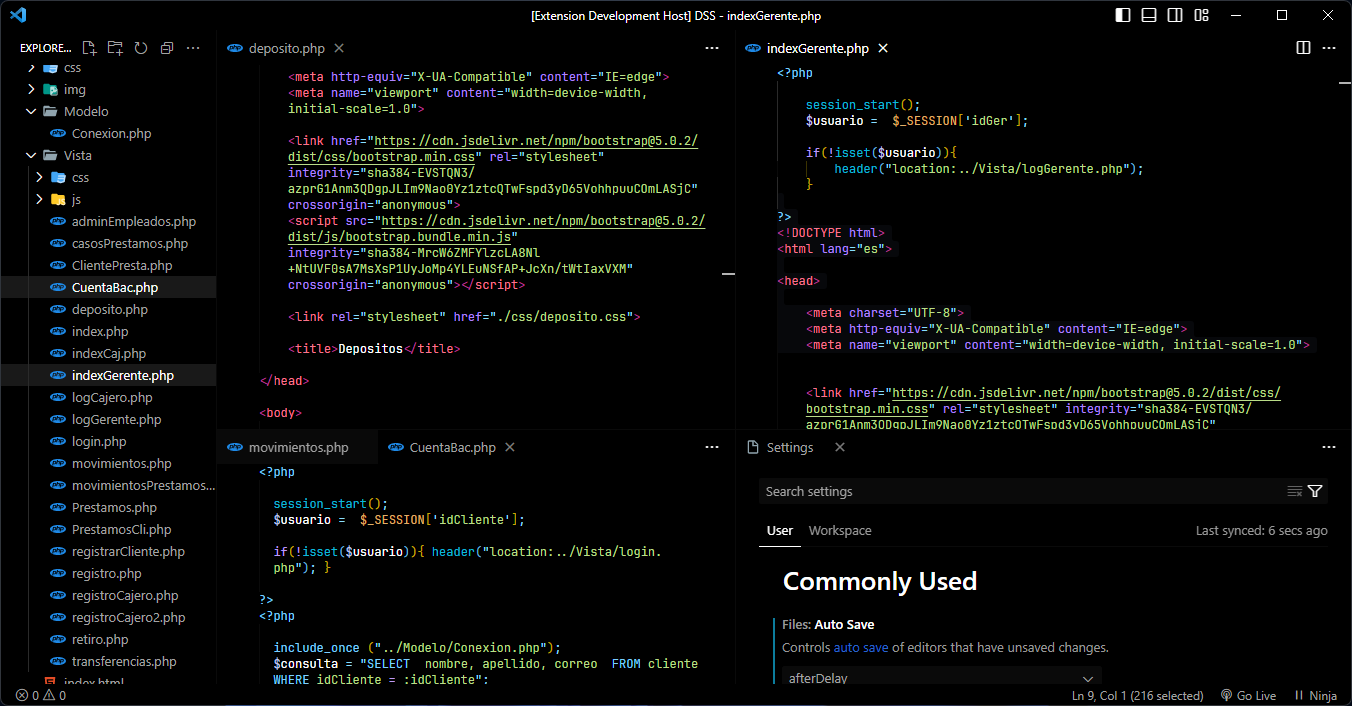 [Extension Development Host] DSS - indexGerente.php
EXPLORE...
css
img
Modelo
Conexion.php
Vista
css
js
adminEmpleados.php
casosPrestamos.php
ClientePresta.php
CuentaBac.php
deposito.php
index.php
indexCaj.php
indexGerente.php
logCajero.php
logGerente.php
login.php
movimientos.php
movimientosPrestamos...
Prestamos.php
PrestamosCli.php
registrarCliente.php
registro.php
registroCajero.php
registroCajero2.php
retiro.php
transferencias.php
index.html
deposito.php
<meta http-equiv="X-UA-Compatible" content="IE=edge">
<meta name="viewport" content="width=device-width,
initial-scale=1.0">
<link href="https://cdn.jsdelivr.net/npm/bootstrap@5.0.2/
dist/css/bootstrap.min.css" rel="stylesheet"
integrity="sha384-EVSTQN3/
azprG1Anm3QDgpJLIm9Nao0Yz1ztcQTwFspd3yD65VohhpuuCOmLASjC"
crossorigin="anonymous">
<script src="https://cdn.jsdelivr.net/npm/bootstrap@5.0.2/
dist/js/bootstrap.bundle.min.js"
integrity="sha384-MrcW6ZMFYlzcLA8Nl
+NtUVF0sA7MsXsP1UyJoMp4YLEuNSfAP+JcXn/tWtIaxVXM"
crossorigin="anonymous"></script>
<link rel="stylesheet" href="./css/deposito.css">
<title>Depositos</title>
</head>
<body>
indexGerente.php
<?php
session_start();
$usuario =  $_SESSION['idGer'];
if(!isset($usuario)){
header("location:../Vista/logGerente.php");
}
?>
<!DOCTYPE html>
<html lang="es">
<head>
<meta charset="UTF-8">
<meta http-equiv="X-UA-Compatible" content="IE=edge">
<meta name="viewport" content="width=device-width, initial-scale=1.0">
<link href="https://cdn.jsdelivr.net/npm/bootstrap@5.0.2/dist/css/
bootstrap.min.css" rel="stylesheet" integrity="sha384-EVSTQN3/
azprG1Anm3QDgpJLIm9Nao0Yz1ztcQTwFspd3yD65VohhpuuCOmLASjC"
movimientos.php
CuentaBac.php
<?php
session_start();
$usuario =  $_SESSION['idCliente'];
if(!isset($usuario)){ header("location:../Vista/login.
php"); }
?>
<?php
include_once ("../Modelo/Conexion.php");
$consulta = "SELECT  nombre, apellido, correo  FROM cliente
WHERE idCliente = :idCliente";
Settings
Search settings
User
Workspace
Last synced: 6 secs ago
Commonly Used
Files: Auto Save
Controls auto save of editors that have unsaved changes.
afterDelay
0
0
Ln 9, Col 1 (216 selected)
Go Live
Ninja